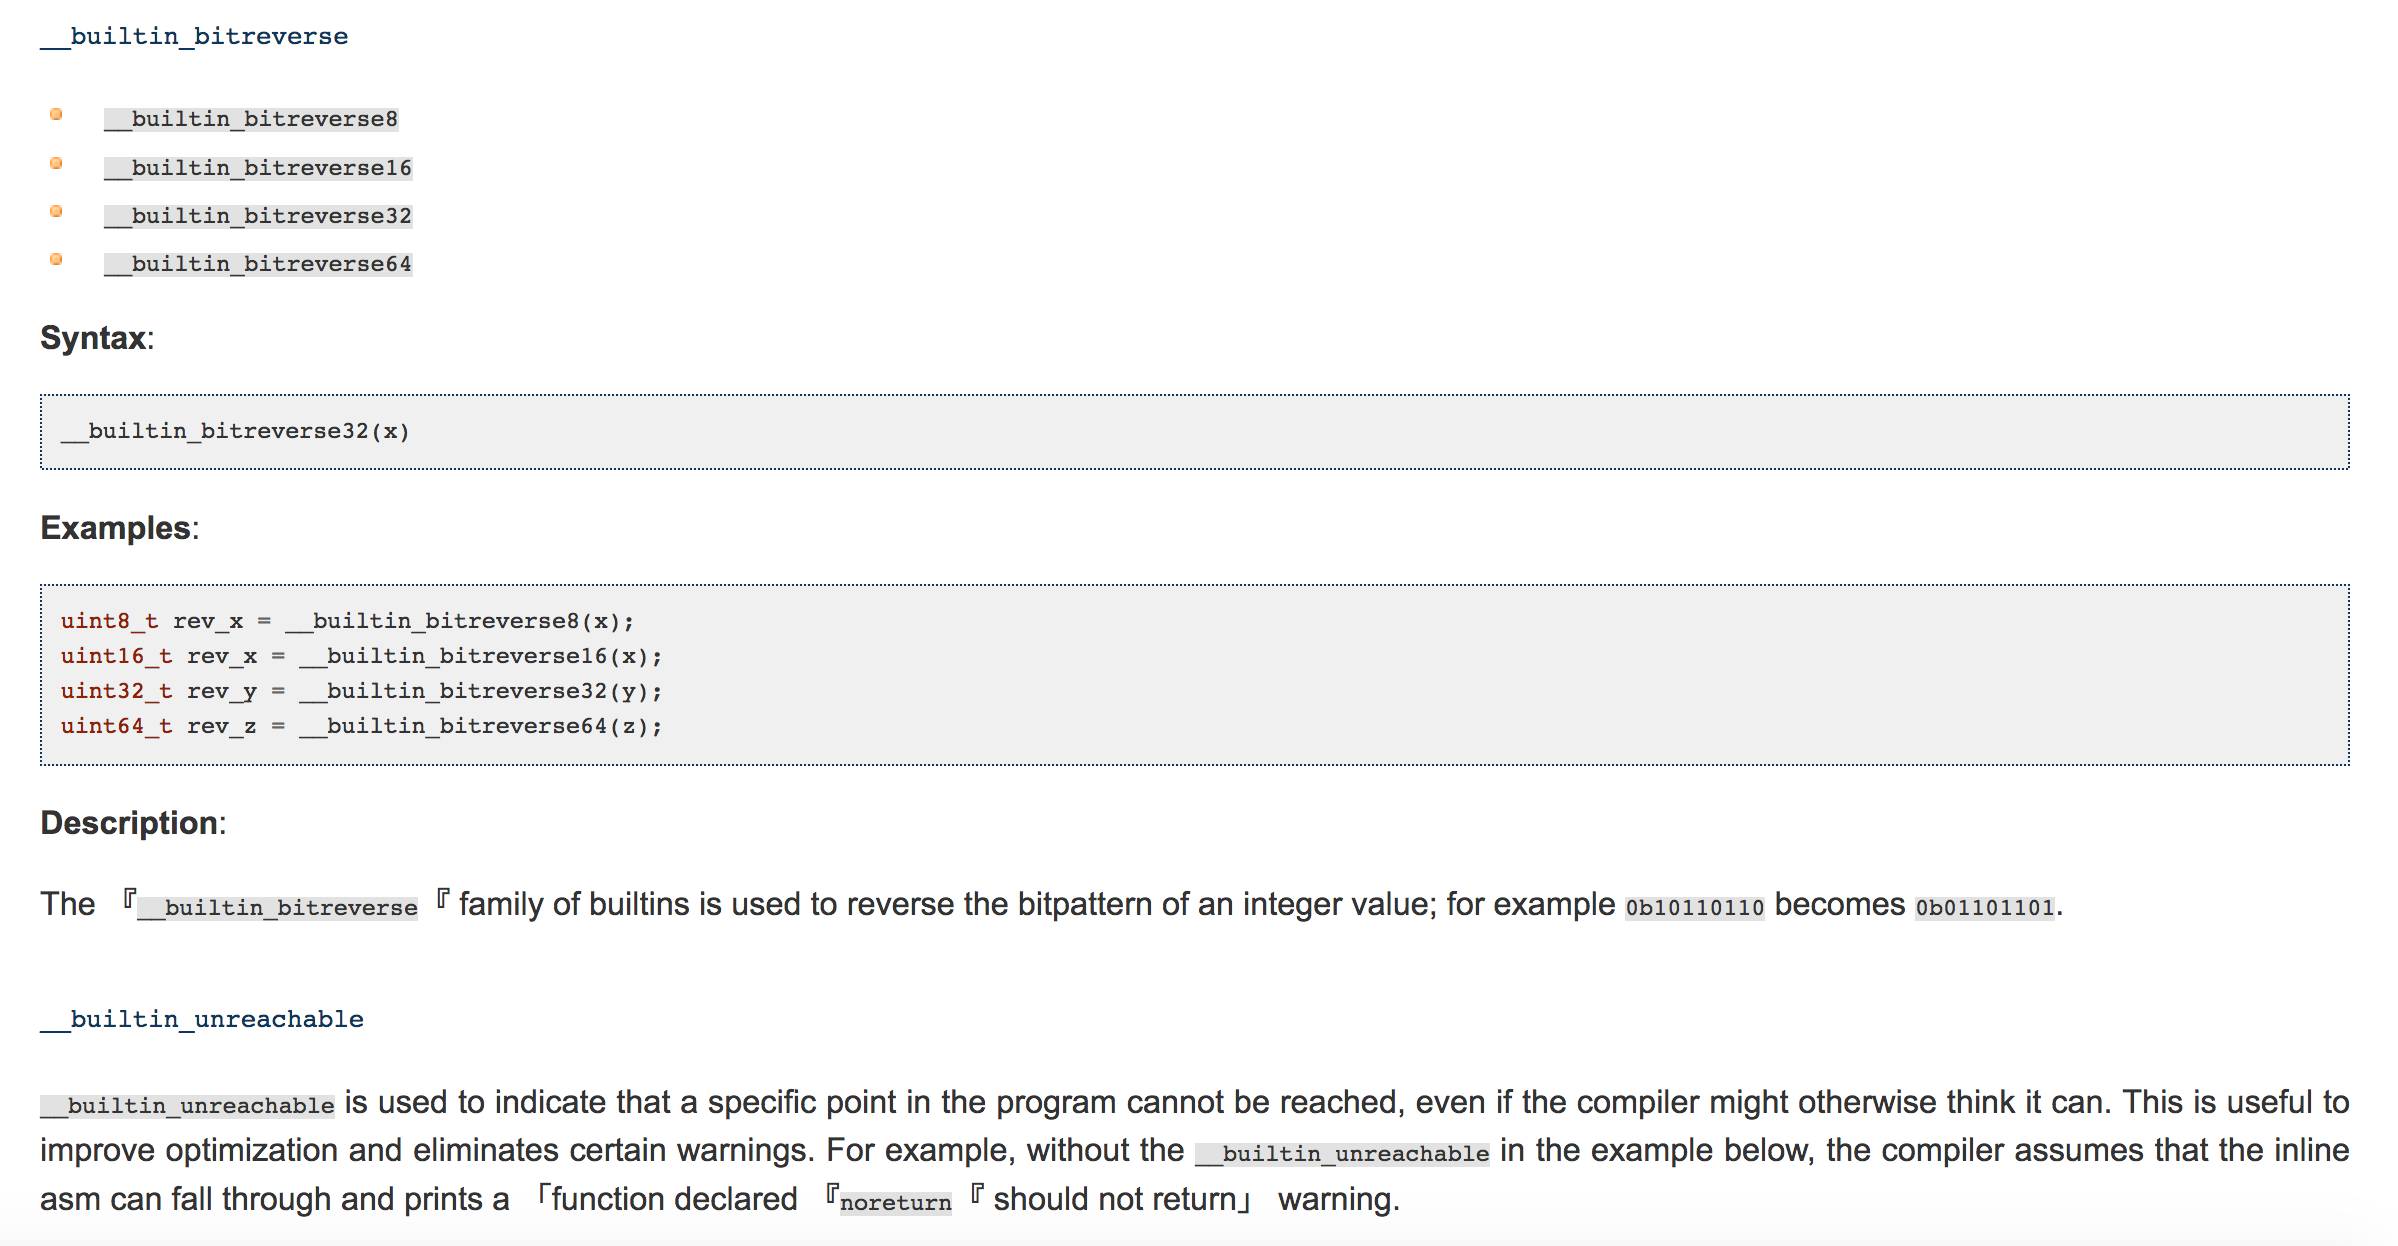 __builtin_bitreverse
__builtin_bitreverse8
__builtin_bitreverse16
__builtin_bitreverse32
__builtin_bitreverse64
Syntax:
__builtin_bitreverse32(x)
Examples:
uint8_t rev_x = __builtin_bitreverse8(x);
uint16_t rev_x = __builtin_bitreverse16(x);
uint32_t rev_y = __builtin_bitreverse32(y);
uint64_t rev_z = __builtin_bitreverse64(z);
Description:
The 『__builtin_bitreverse『 family of builtins is used to reverse the bitpattern of an integer value; for example 0b10110110 becomes 0b01101101.
__builtin_unreachable
__builtin_unreachable is used to indicate that a specific point in the program cannot be reached, even if the compiler might otherwise think it can. This is useful to
improve optimization and eliminates certain warnings. For example, without the __builtin_unreachable in the example below, the compiler assumes that the inline
asm can fall through and prints a 「function declared 『noreturn『 should not return」 warning.